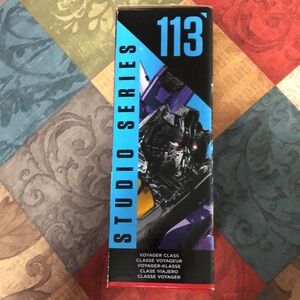 113
STUDIO SERIES
VOYAGER CLASS
CLASSE VOYAGEUR
VOYAGER-KLASSE
CLASE VIAJERO
CLASSE VOYAGER